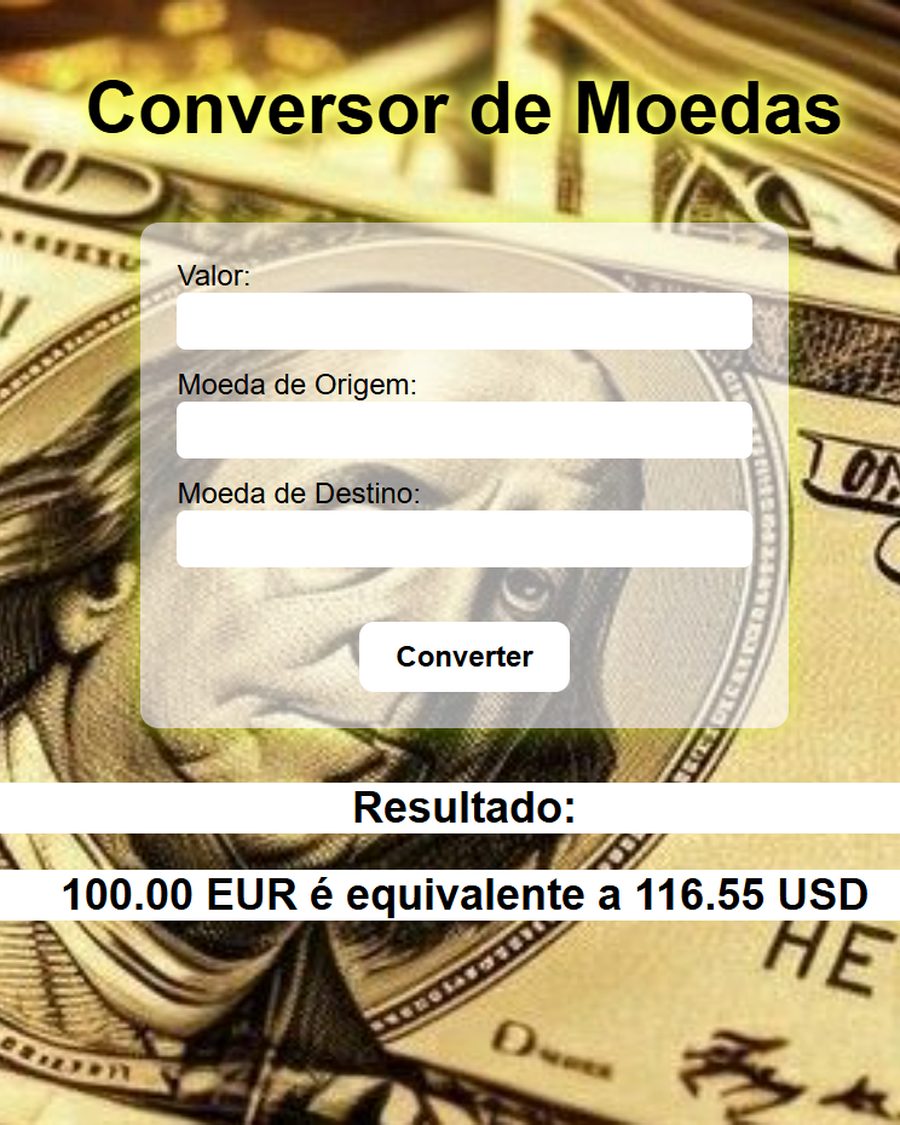 Conversor de Moedas
Valor:
Moeda de Origem:
Moeda de Destino:
Converter
Resultado:
100.00 EUR é equivalente a 116.55 USD
HE